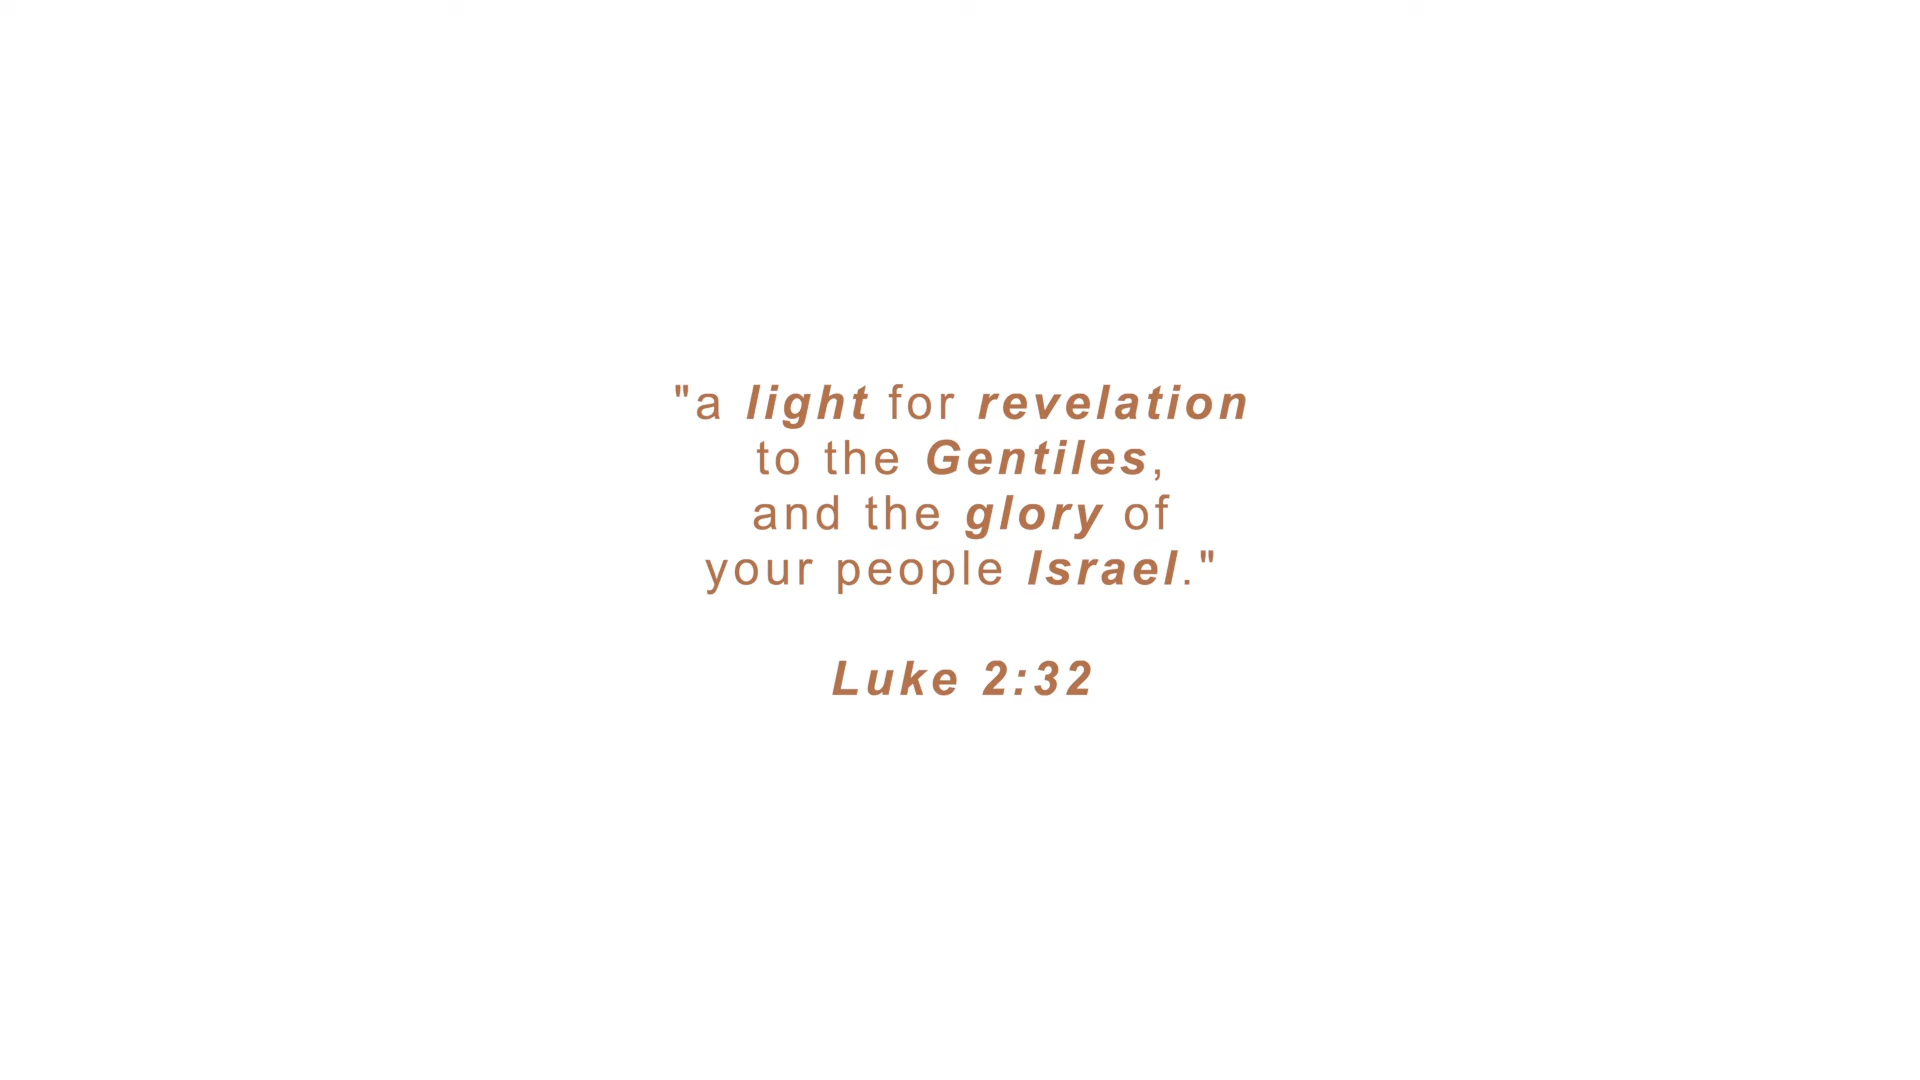 "a light for revelation
to the Gentiles,
and the glory of
your people Israel."
Luke 2:32